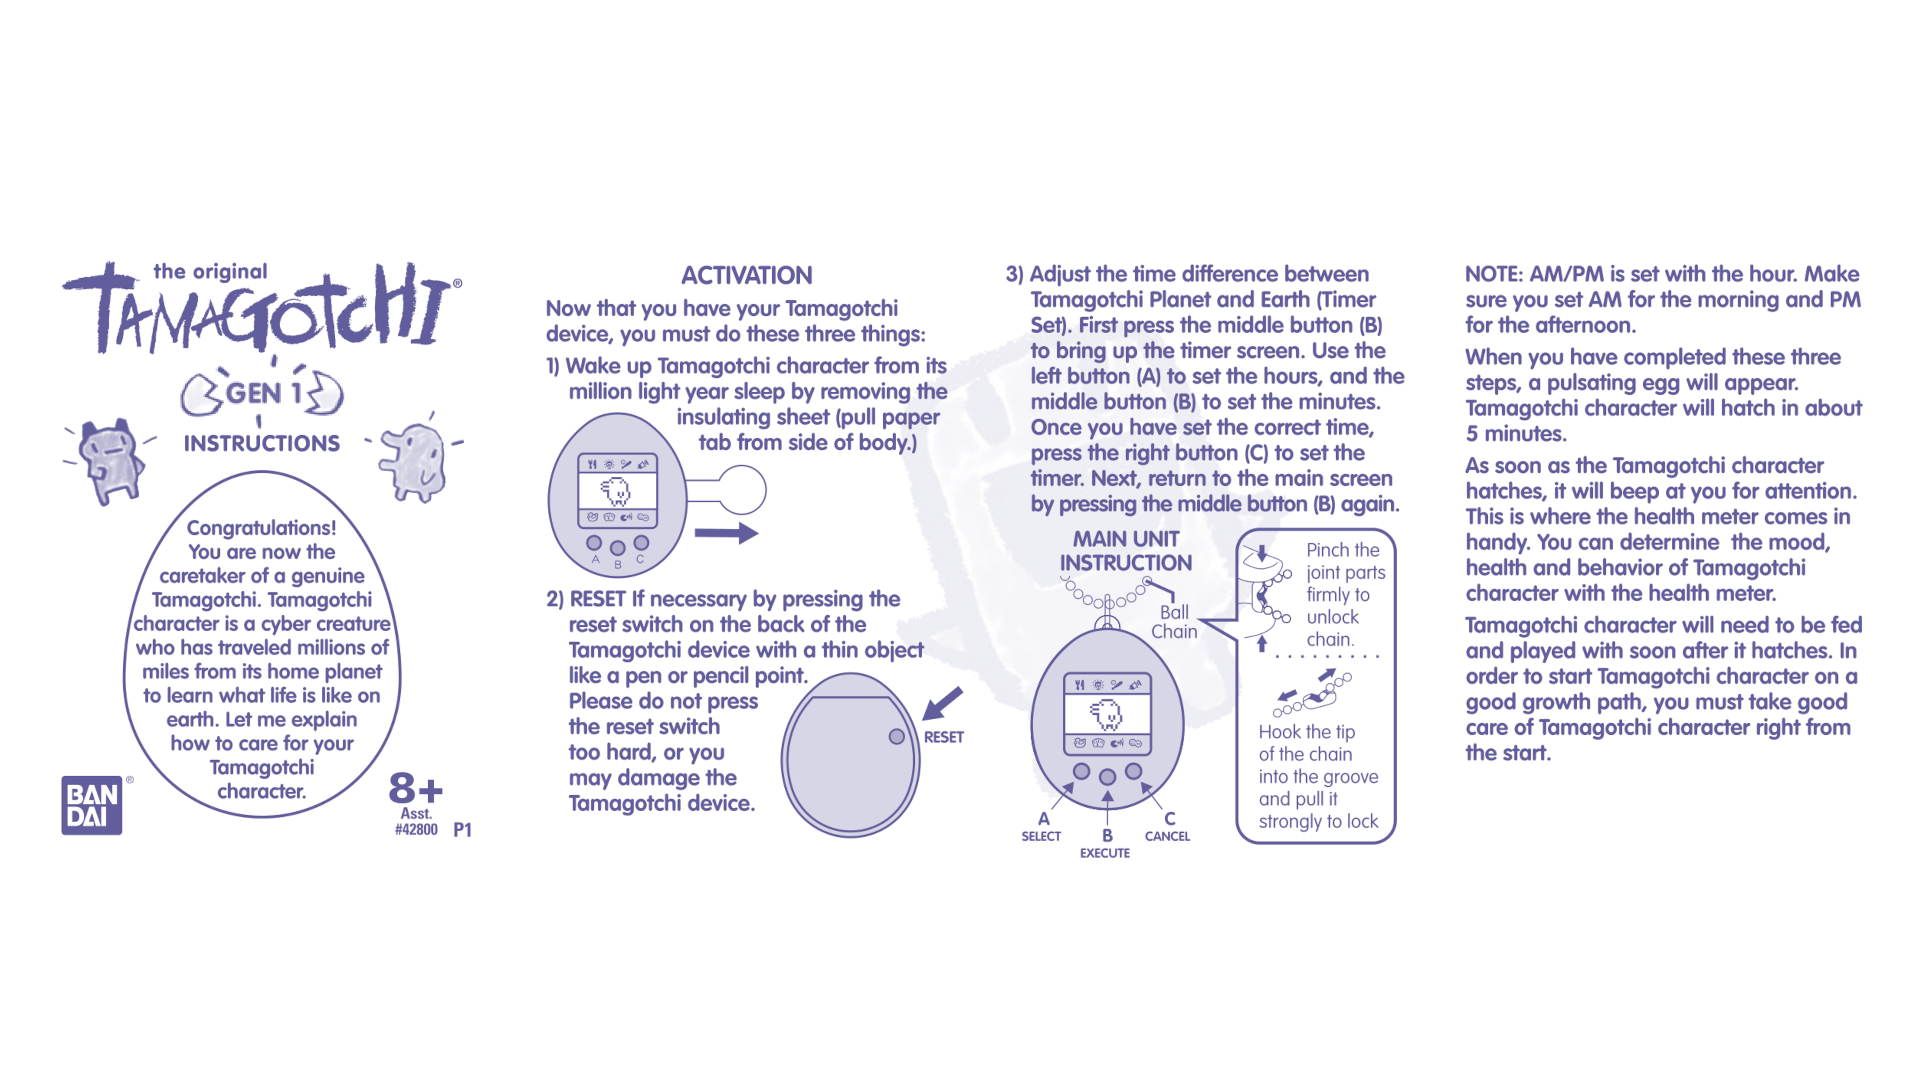 the original
TAMAGOTCHI®
GEN 1
INSTRUCTIONS
Congratulations!
You are now the
caretaker of a genuine
Tamagotchi. Tamagotchi
character is a cyber creature
who has traveled millions of
miles from its home planet
to learn what life is like on
earth. Let me explain
how to care for your
Tamagotchi
character.
BAN
DAI
®
8+
Asst.
#42800
P1
ACTIVATION
Now that you have your Tamagotchi
device, you must do these three things:
1) Wake up Tamagotchi character from its
million light year sleep by removing the
insulating sheet (pull paper
tab from side of body.)
A
B
C
2) RESET If necessary by pressing the
reset switch on the back of the
Tamagotchi device with a thin object
like a pen or pencil point.
Please do not press
the reset switch
too hard, or you
may damage the
Tamagotchi device.
RESET
3) Adjust the time difference between
Tamagotchi Planet and Earth (Timer
Set). First press the middle button (B)
to bring up the timer screen. Use the
left button (A) to set the hours, and the
middle button (B) to set the minutes.
Once you have set the correct time,
press the right button (C) to set the
timer. Next, return to the main screen
by pressing the middle button (B) again.
MAIN UNIT
INSTRUCTION
Ball
Chain
A
SELECT
B
EXECUTE
C
CANCEL
Pinch the
joint parts
firmly to
unlock
chain.
Hook the tip
of the chain
into the groove
and pull it
strongly to lock
NOTE: AM/PM is set with the hour. Make
sure you set AM for the morning and PM
for the afternoon.
When you have completed these three
steps, a pulsating egg will appear.
Tamagotchi character will hatch in about
5 minutes.
As soon as the Tamagotchi character
hatches, it will beep at you for attention.
This is where the health meter comes in
handy. You can determine  the mood,
health and behavior of Tamagotchi
character with the health meter.
Tamagotchi character will need to be fed
and played with soon after it hatches. In
order to start Tamagotchi character on a
good growth path, you must take good
care of Tamagotchi character right from
the start.